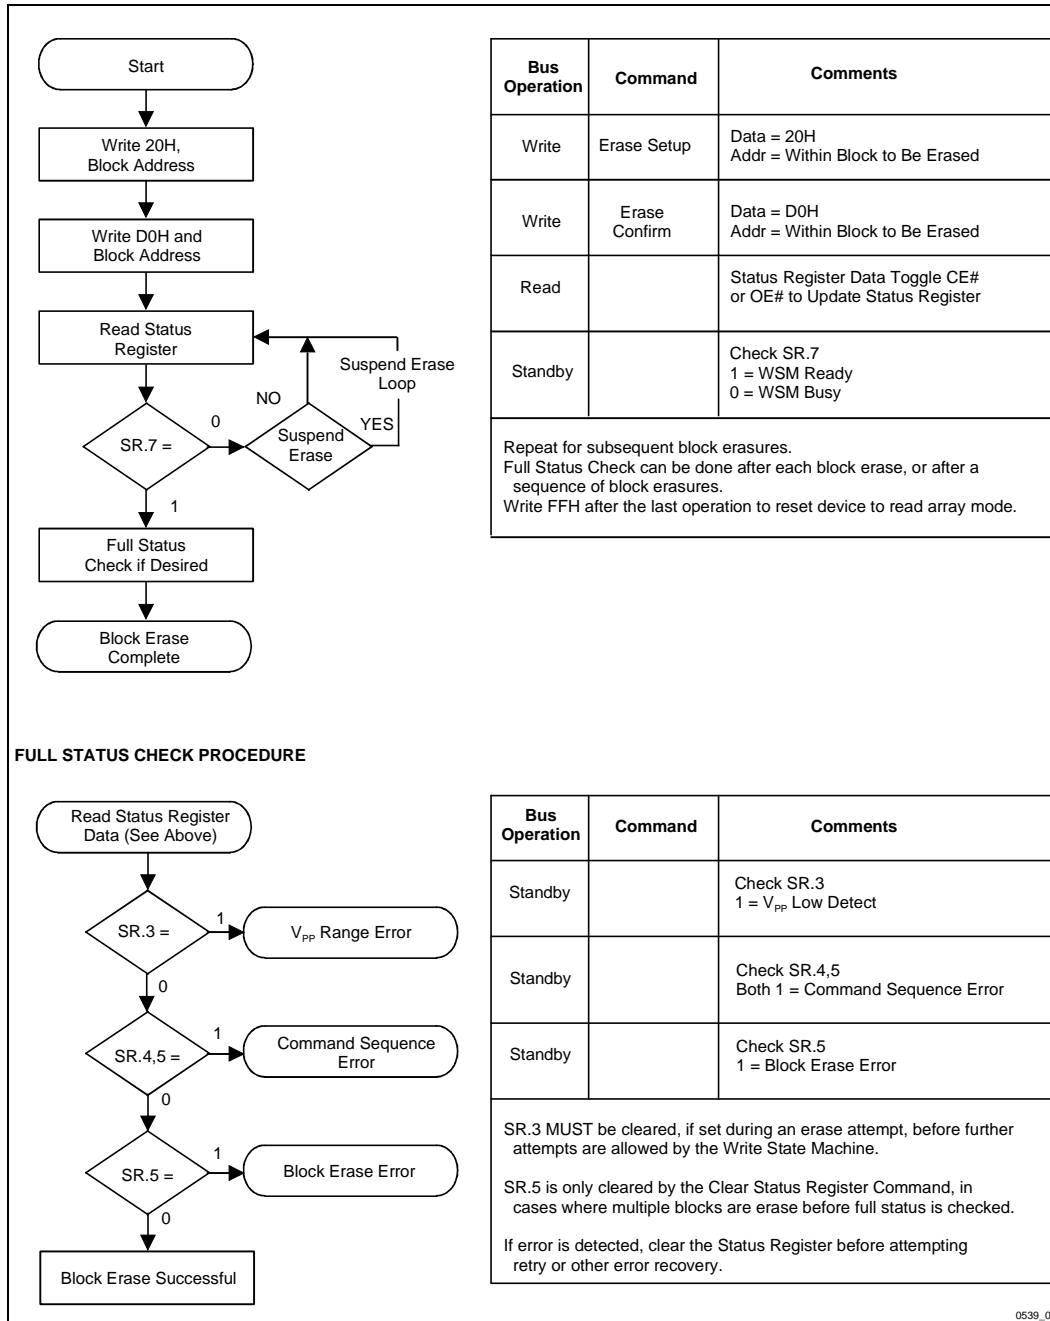 Start
Write 20H,
Block Address
Write D0H and
Block Address
Read Status
Register
Suspend Erase
Loop
NO
YES
0
SR.7 =
Suspend
Erase
1
Full Status
Check if Desired
Block Erase
Complete
Bus
Operation
Command
Comments
Write
Erase Setup
Data = 20H
Addr = Within Block to Be Erased
Write
Erase
Confirm
Data = D0H
Addr = Within Block to Be Erased
Read
Status Register Data Toggle CE#
or OE# to Update Status Register
Standby
Check SR.7
1 = WSM Ready
0 = WSM Busy
Repeat for subsequent block erasures.
Full Status Check can be done after each block erase, or after a
sequence of block erasures.
Write FFH after the last operation to reset device to read array mode.
FULL STATUS CHECK PROCEDURE
Read Status Register
Data (See Above)
SR.3 =
1
VPP Range Error
0
SR.4,5 =
1
Command Sequence
Error
0
SR.5 =
1
Block Erase Error
0
Block Erase Successful
Bus
Operation
Command
Comments
Standby
Check SR.3
1 = VPP Low Detect
Standby
Check SR.4,5
Both 1 = Command Sequence Error
Standby
Check SR.5
1 = Block Erase Error
SR.3 MUST be cleared, if set during an erase attempt, before further
attempts are allowed by the Write State Machine.
SR.5 is only cleared by the Clear Status Register Command, in
cases where multiple blocks are erase before full status is checked.
If error is detected, clear the Status Register before attempting
retry or other error recovery.
0539_0